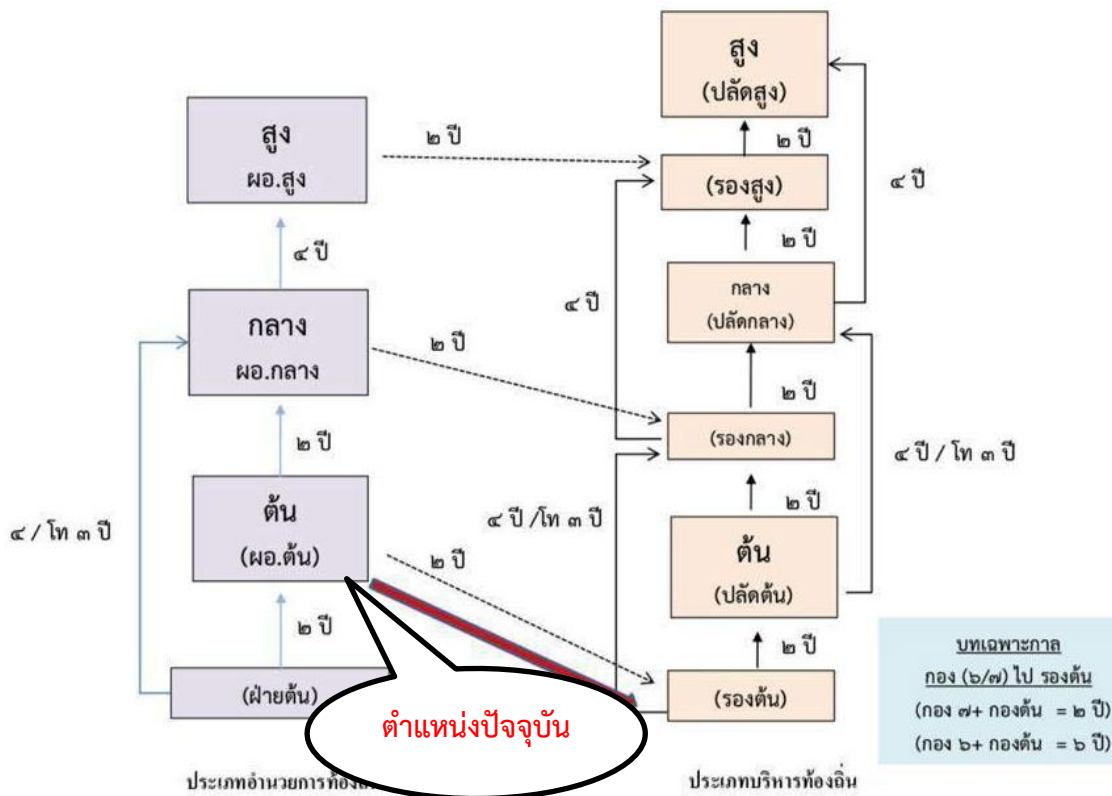 สูง
(ปลัดสูง)
สูง
ผอ.สูง
๒ ปี
๒ ปี
(รองสูง)
๔ ปี
๒ ปี
๔ ปี
กลาง
(ปลัดกลาง)
๔ ปี
กลาง
ผอ.กลาง
๒ ปี
๒ ปี
(รองกลาง)
๒ ปี
๔ ปี / โท ๓ ปี
๔ / โท ๓ ปี
ต้น
(ผอ.ต้น)
๔ ปี /โท ๓ ปี
๒ ปี
๒ ปี
ต้น
(ปลัดต้น)
๒ ปี
๒ ปี
(ฝ่ายต้น)
(รองต้น)
ตำแหน่งปัจจุบัน
บทเฉพาะกาล
กอง (๖/๗) ไป รองต้น
(กอง ๗+ กองต้น = ๒ ปี)
(กอง ๖+ กองต้น = ๖ ปี)
ประเภทอำนวยการท้อง
ประเภทบริหารท้องถิ่น